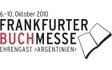 6.-10. Oktober 2010
FRANKFURTER
BUCHMESSE
EHRENGAST ›ARGENTINIEN‹